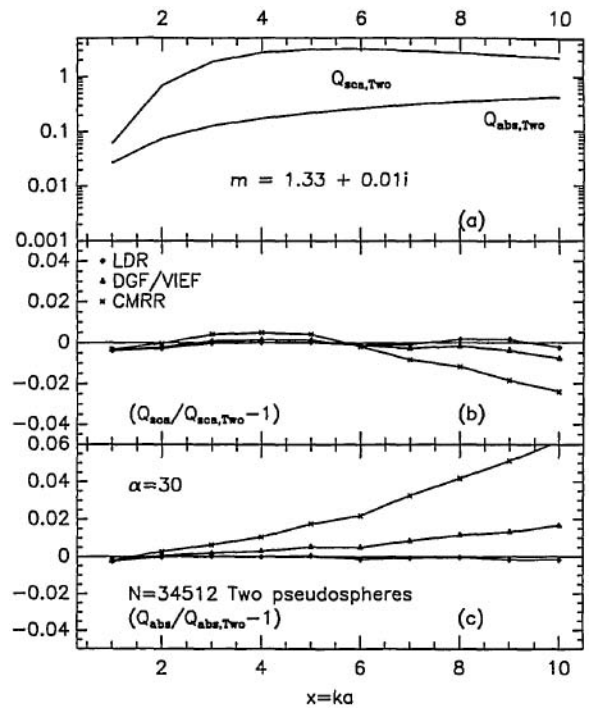 2 4 6 8 10
1
0.1
0.01
0.001
Q_sca,Two
Q_abs,Two
m = 1.33 + 0.01i
(a)
0.04
0.02
0
−0.02
−0.04
LDR
DGF/VIEF
CMRR
(Q_sca/Q_sca,Two−1)
(b)
0.06
0.04
0.02
0
−0.02
−0.04
α=30
N=34512 Two pseudospheres
(Q_abs/Q_abs,Two−1)
(c)
2 4 6 8 10
x=ka